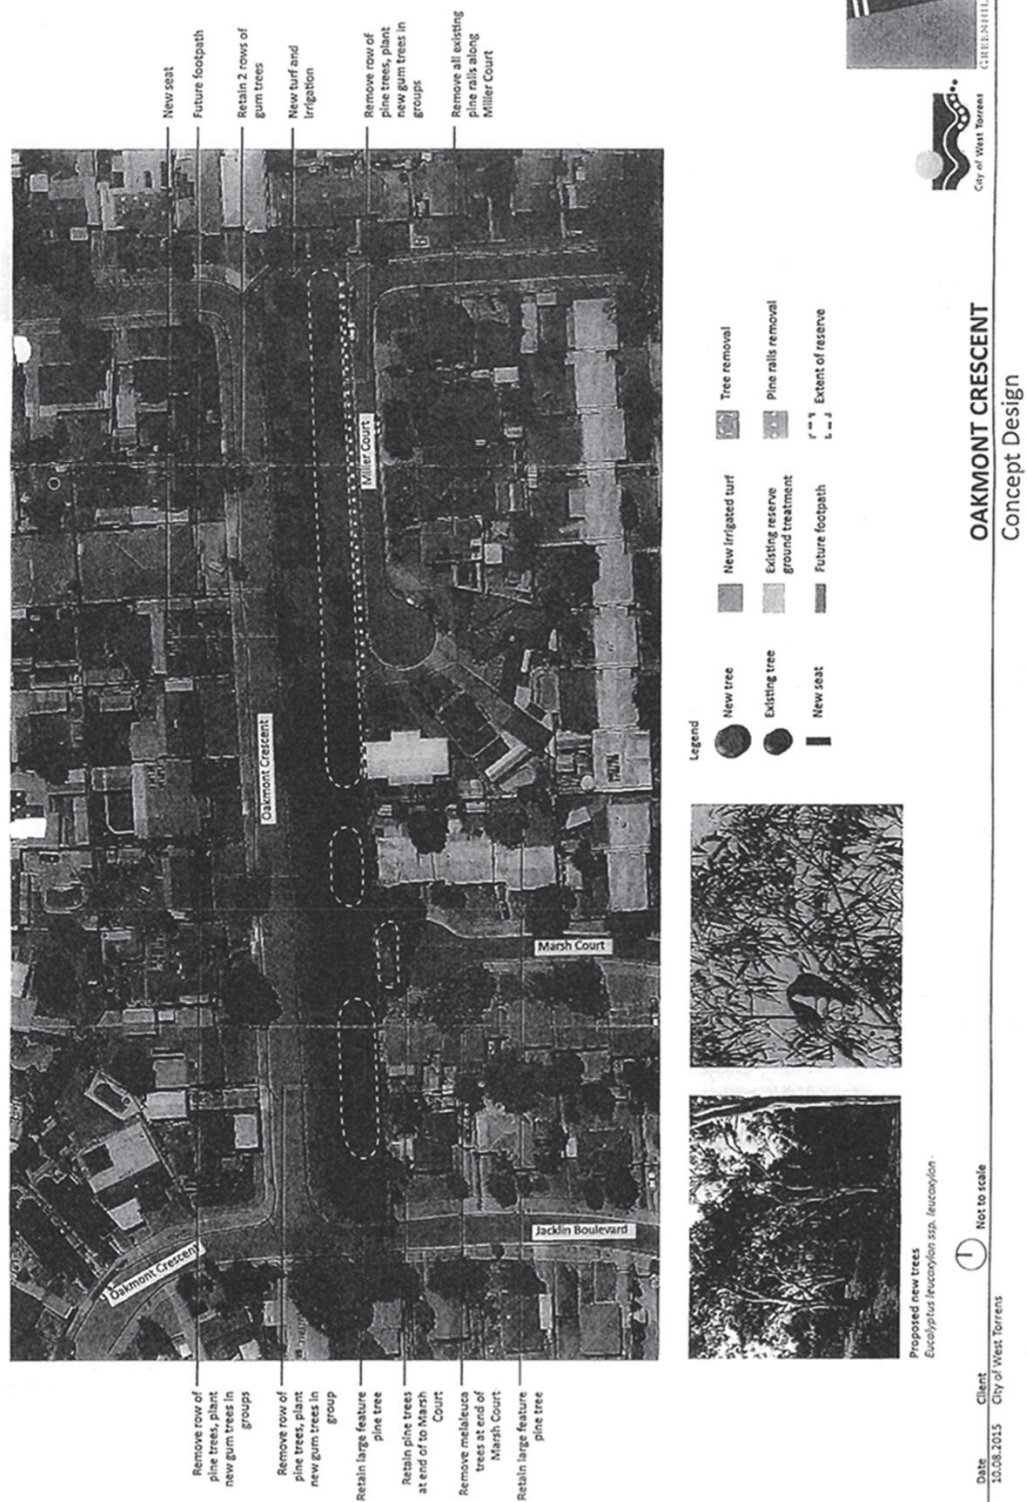 Remove row of
pine trees, plant
new gum trees in
groups
Remove row of
pine trees, plant
new gum trees in
group
Retain large feature
pine tree
Retain pine trees
at end of to Marsh
Court
Remove melaleuca
trees at end of
Marsh Court
Retain large feature
pine tree
New seat
Future footpath
Retain 2 rows of
gum trees
New turf and
irrigation
Remove row of
pine trees, plant
new gum trees in
groups
Remove all existing
pine rails along
Miller Court
Oakmont Crescent
Oakmont Crescent
Miller Court
Marsh Court
Jacklin Boulevard
Proposed new trees
Eucalyptus leucoxylon ssp. leucoxylon -
Legend
New tree
Existing tree
New seat
New irrigated turf
Existing reserve
ground treatment
Future footpath
Tree removal
Pine rails removal
Extent of reserve
Not to scale
City of West Torrens
GREENHIL
Date
10.08.2015
Client
City of West Torrens
OAKMONT CRESCENT
Concept Design